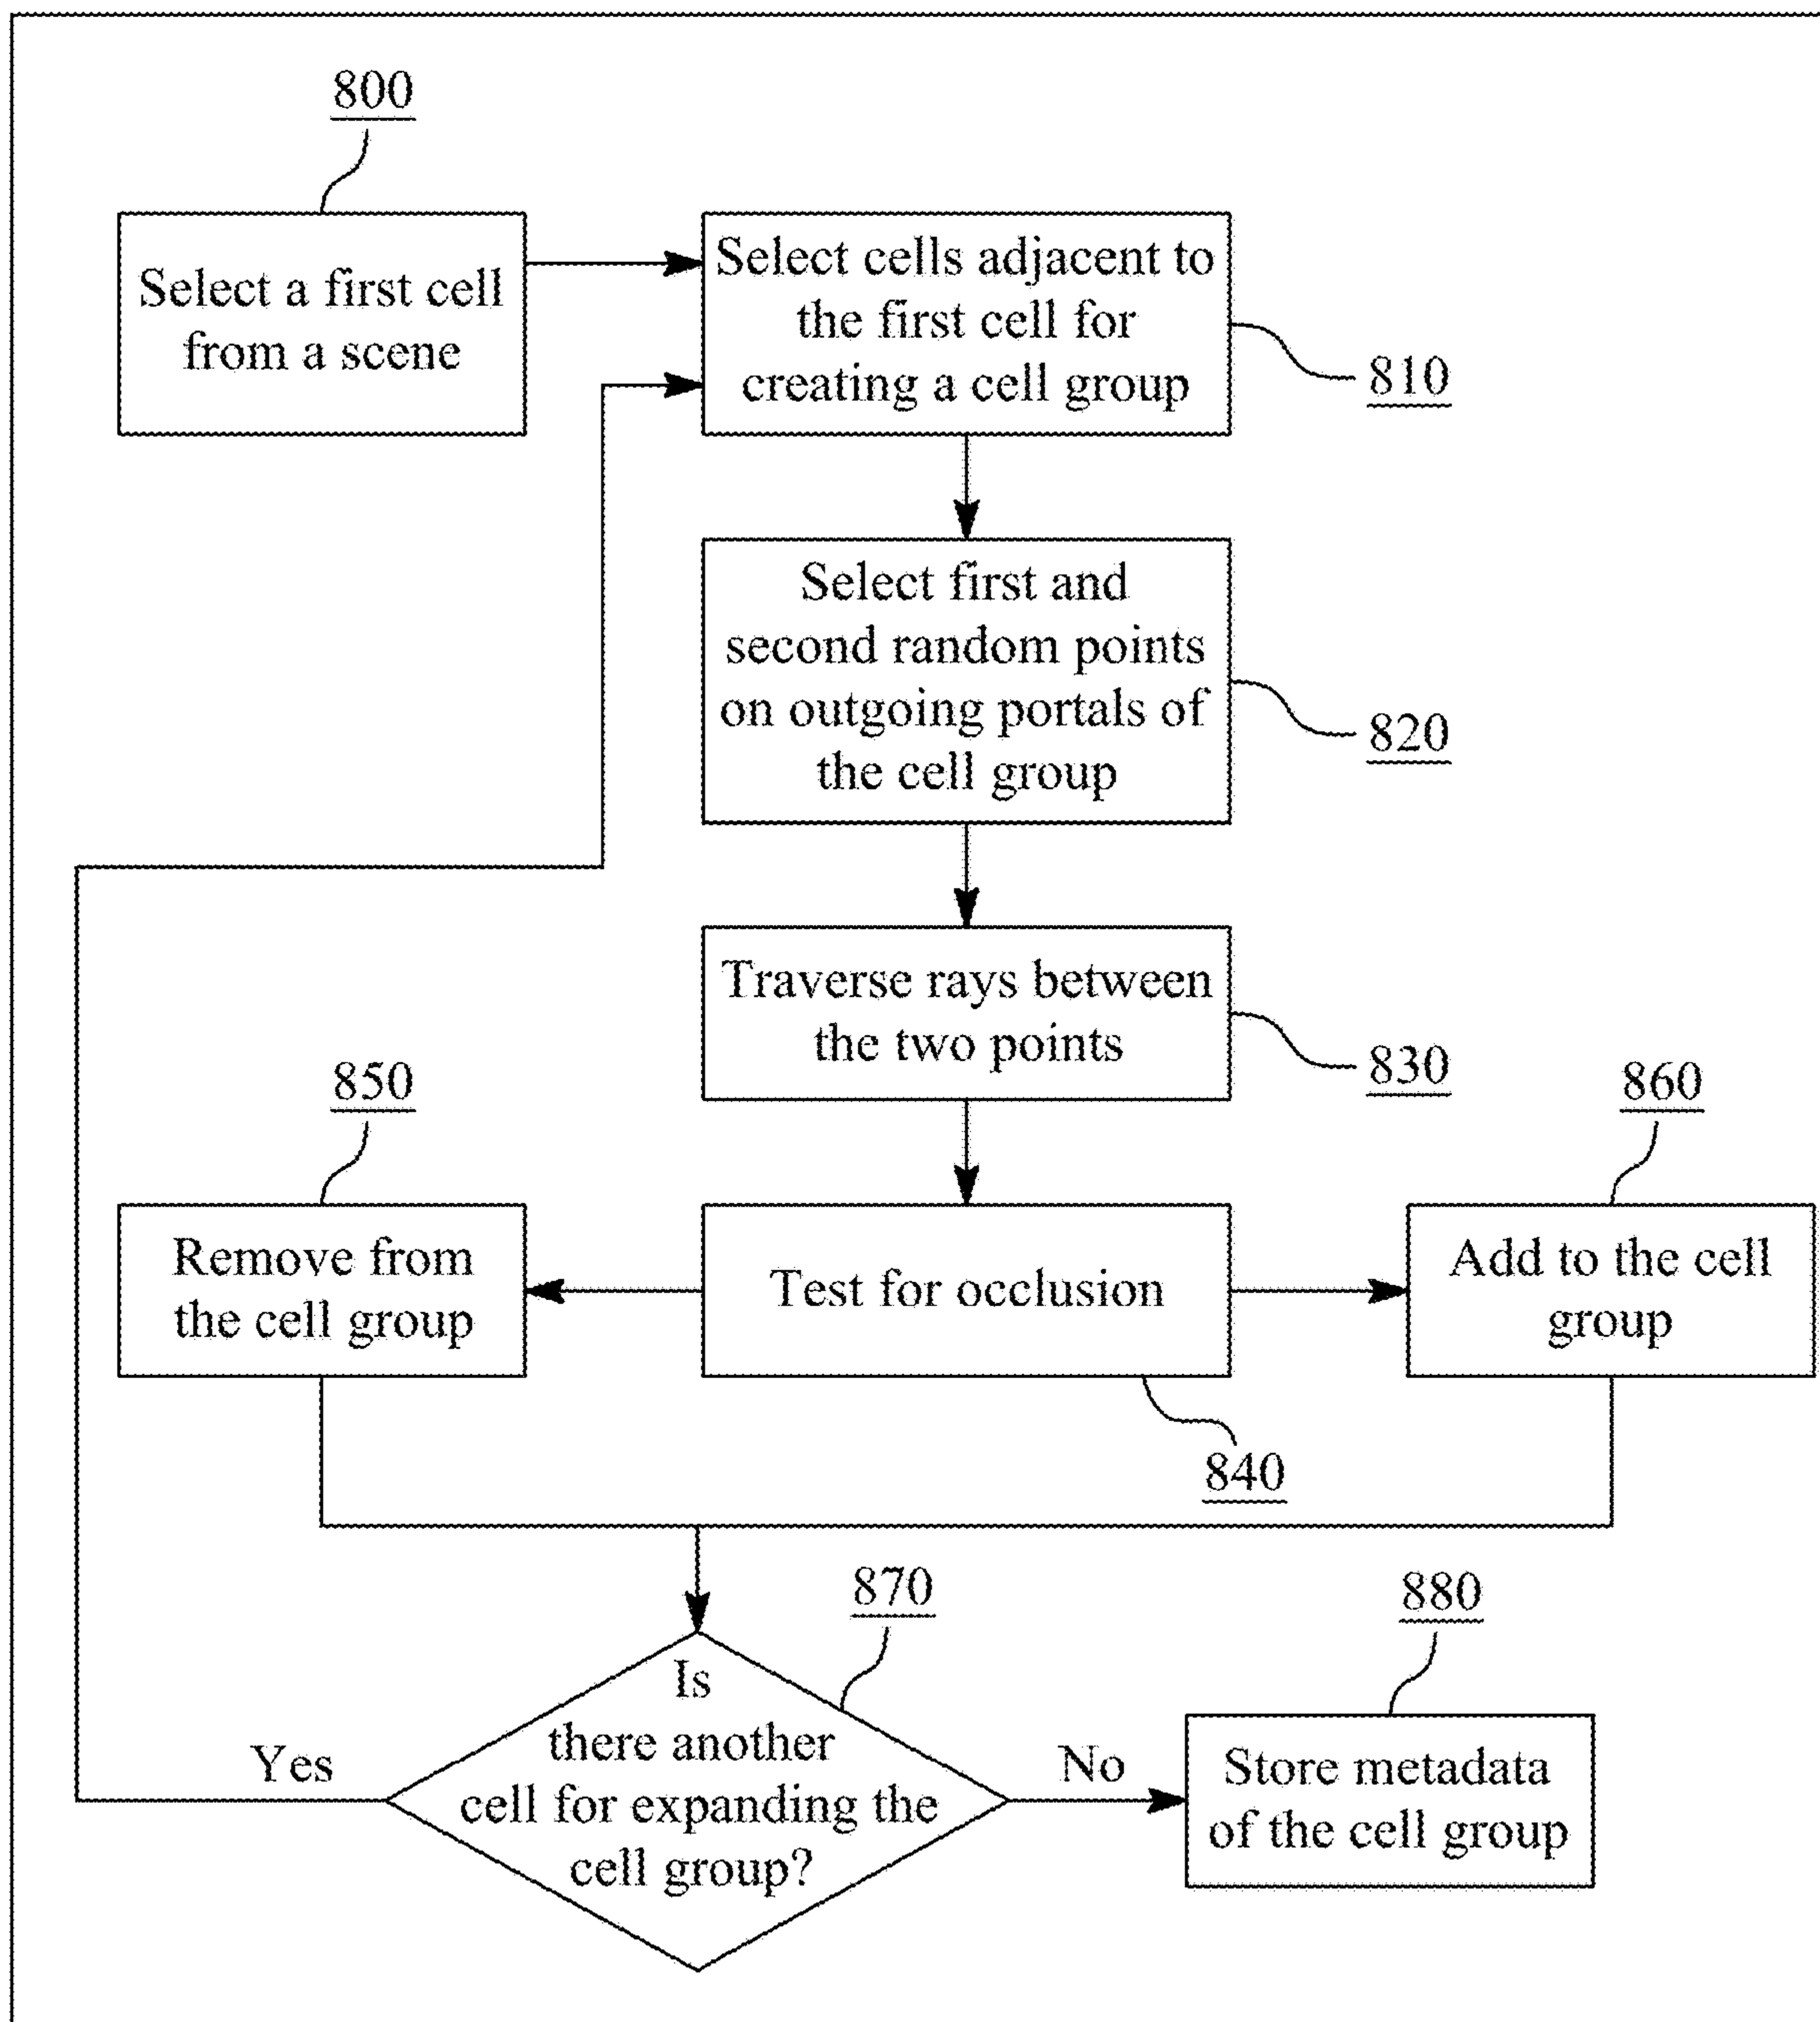 800
Select a first cell
from a scene
Select cells adjacent to
the first cell for
creating a cell group
810
Select first and
second random points
on outgoing portals of
the cell group
820
Traverse rays between
the two points
830
850
860
Remove from
the cell group
Test for occlusion
Add to the cell
group
840
870
880
Is
there another
cell for expanding the
cell group?
Yes
No
Store metadata
of the cell group